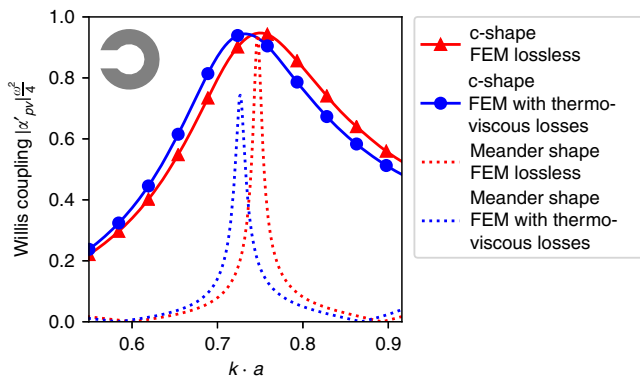 1.0
0.8
0.6
0.4
0.2
0.0
Willis coupling |α′ₚᵥ|ω²/4
0.6
0.7
0.8
0.9
k · a
c-shape
FEM lossless
c-shape
FEM with thermo-
viscous losses
Meander shape
FEM lossless
Meander shape
FEM with thermo-
viscous losses